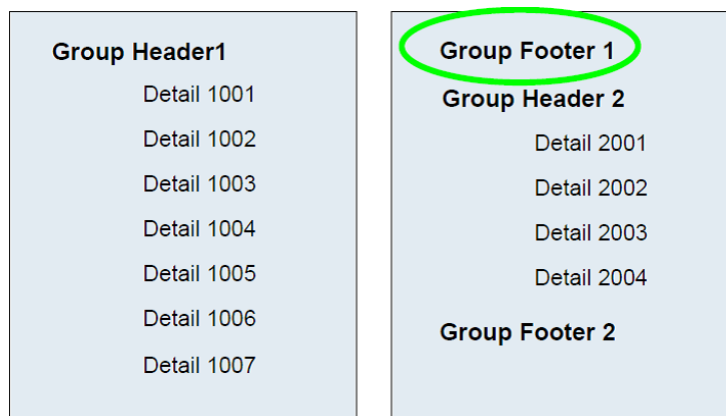 Group Header1
Detail 1001
Detail 1002
Detail 1003
Detail 1004
Detail 1005
Detail 1006
Detail 1007
Group Footer 1
Group Header 2
Detail 2001
Detail 2002
Detail 2003
Detail 2004
Group Footer 2